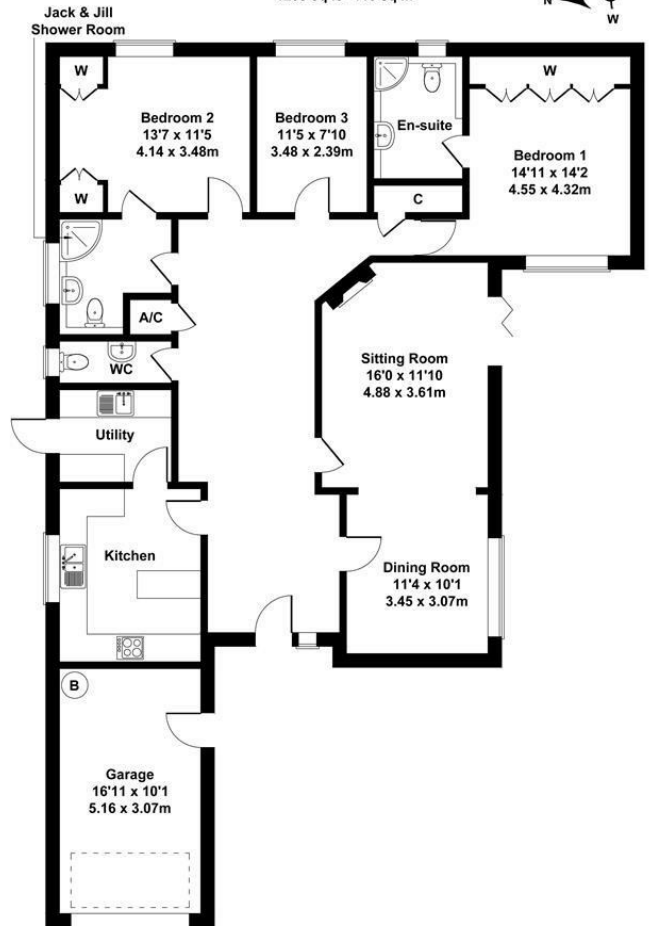 N
W
Jack & Jill
Shower Room
W
W
Bedroom 2
13'7 x 11'5
4.14 x 3.48m
Bedroom 3
11'5 x 7'10
3.48 x 2.39m
En-suite
W
Bedroom 1
14'11 x 14'2
4.55 x 4.32m
W
C
A/C
WC
Sitting Room
16'0 x 11'10
4.88 x 3.61m
Utility
Kitchen
Dining Room
11'4 x 10'1
3.45 x 3.07m
B
Garage
16'11 x 10'1
5.16 x 3.07m